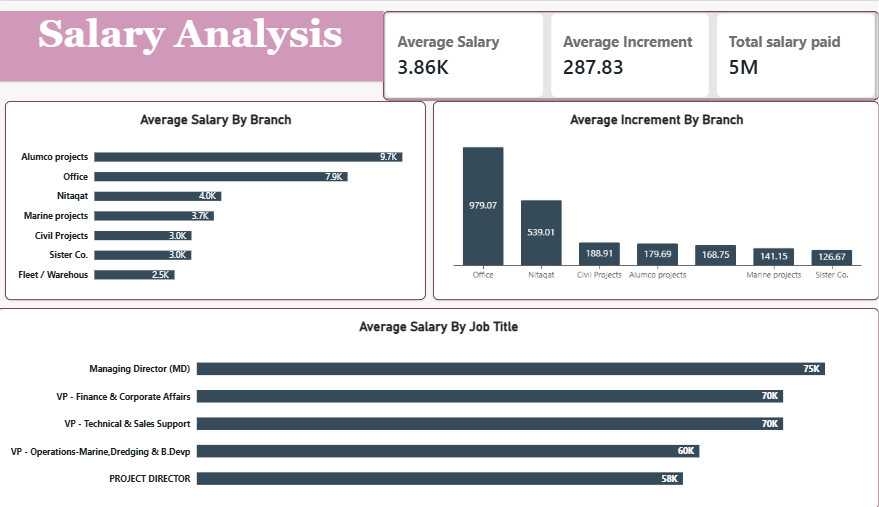 Salary Analysis
Average Salary
3.86K
Average Increment
287.83
Total salary paid
5M
Average Salary By Branch
Alumco projects 9.7K
Office 7.9K
Nitaqat 4.0K
Marine projects 3.7K
Civil Projects 3.0K
Sister Co. 3.0K
Fleet / Warehous 2.5K
Average Increment By Branch
979.07 539.01 188.91 179.69 168.75 141.15 126.67
Office Nitaqat Civil Projects Alumco projects Marine projects Sister Co.
Average Salary By Job Title
Managing Director (MD) 75K
VP - Finance & Corporate Affairs 70K
VP - Technical & Sales Support 70K
VP - Operations-Marine,Dredging & B.Devp 60K
PROJECT DIRECTOR 58K